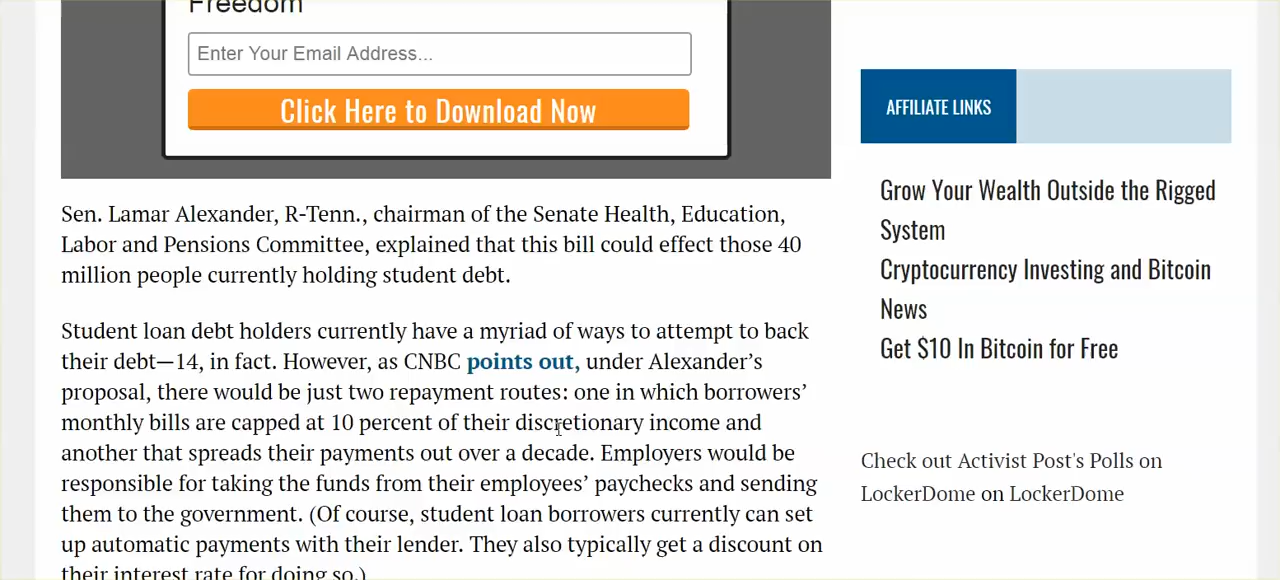 Freedom
Enter Your Email Address...
Click Here to Download Now
Sen. Lamar Alexander, R-Tenn., chairman of the Senate Health, Education,
Labor and Pensions Committee, explained that this bill could effect those 40
million people currently holding student debt.
Student loan debt holders currently have a myriad of ways to attempt to back
their debt—14, in fact. However, as CNBC points out, under Alexander’s
proposal, there would be just two repayment routes: one in which borrowers’
monthly bills are capped at 10 percent of their discretionary income and
another that spreads their payments out over a decade. Employers would be
responsible for taking the funds from their employees’ paychecks and sending
them to the government. (Of course, student loan borrowers currently can set
up automatic payments with their lender. They also typically get a discount on
their interest rate for doing so.)
AFFILIATE LINKS
Grow Your Wealth Outside the Rigged
System
Cryptocurrency Investing and Bitcoin
News
Get $10 In Bitcoin for Free
Check out Activist Post's Polls on
LockerDome on LockerDome